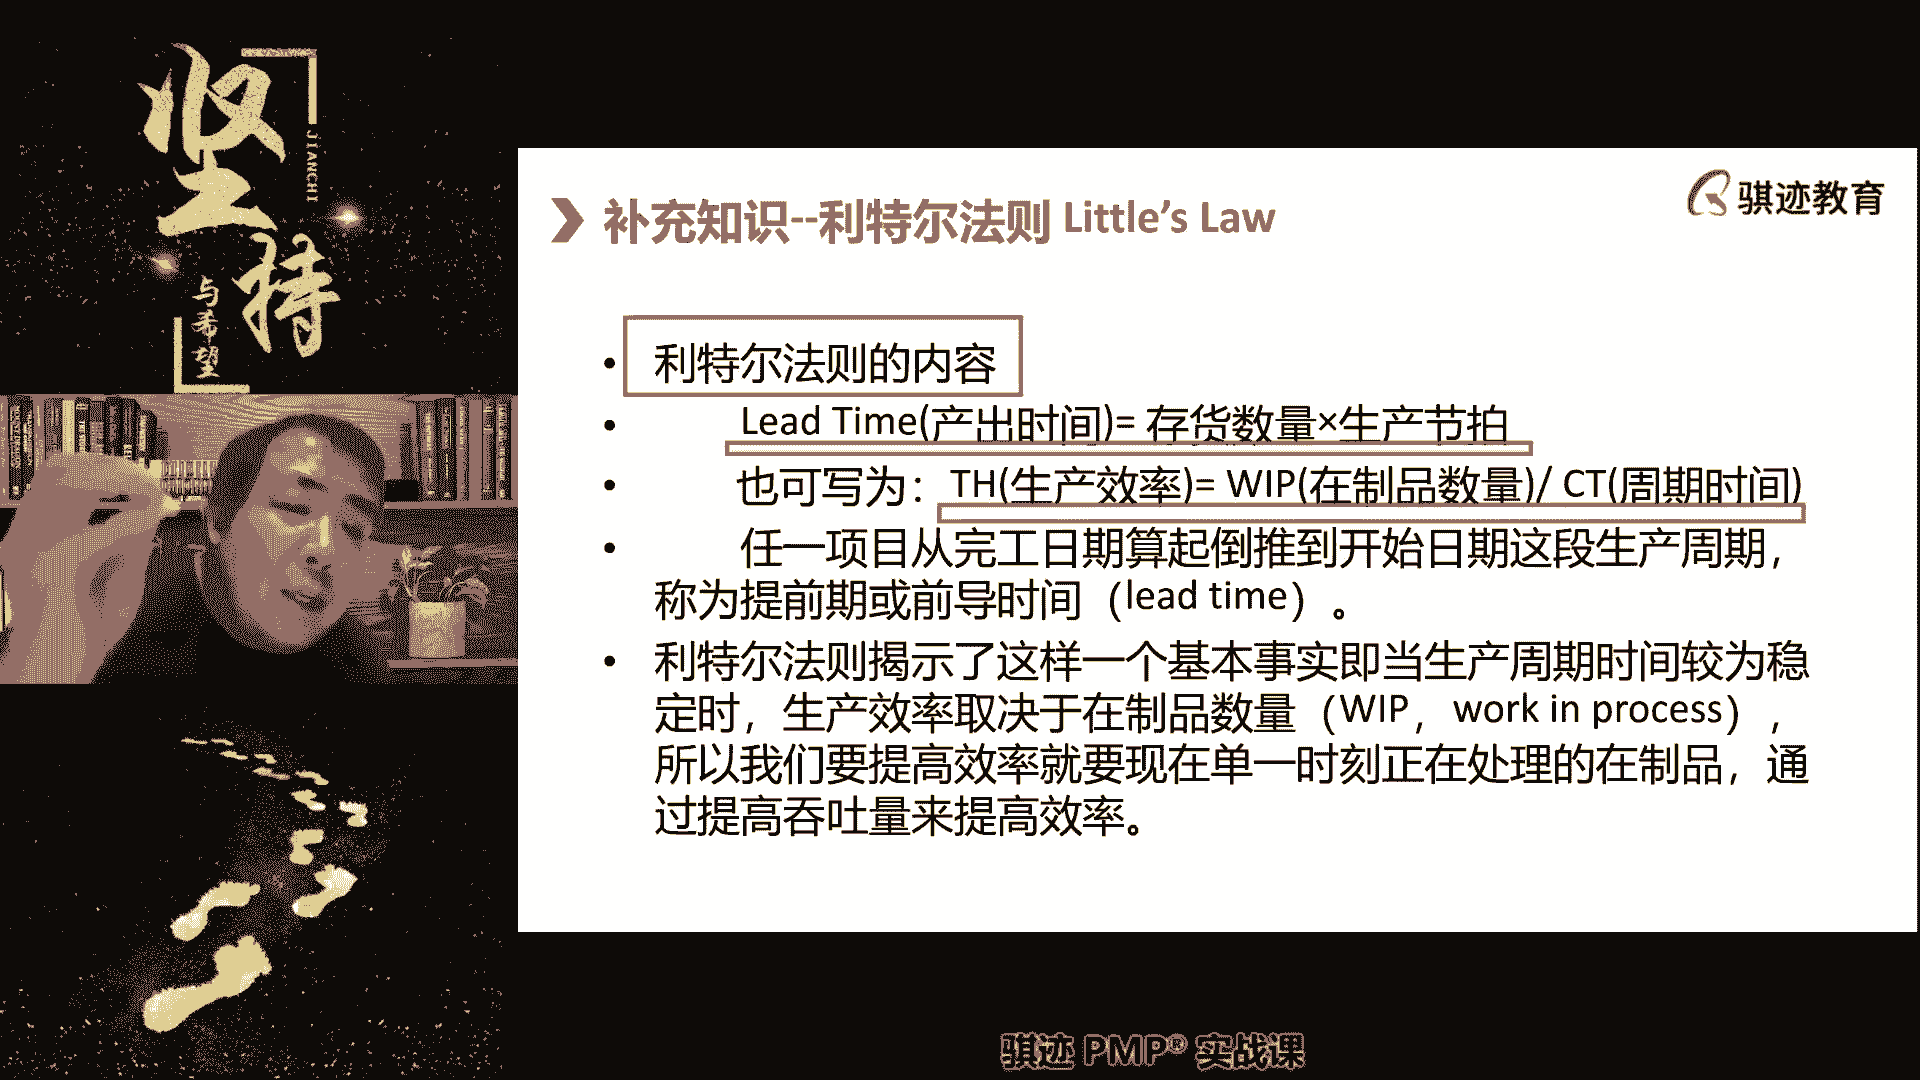 坚持
JIANCHI
与希望
骐迹教育
补充知识--利特尔法则 Little’s Law
• 利特尔法则的内容
• Lead Time(产出时间)= 存货数量×生产节拍
• 也可写为：TH(生产效率)= WIP(在制品数量)/ CT(周期时间)
• 任一项目从完工日期算起倒推到开始日期这段生产周期，
称为提前期或前导时间（lead time）。
• 利特尔法则揭示了这样一个基本事实即当生产周期时间较为稳
定时，生产效率取决于在制品数量（WIP，work in process），
所以我们要提高效率就要现在单一时刻正在处理的在制品，通
过提高吞吐量来提高效率。
骐迹 PMP® 实战课